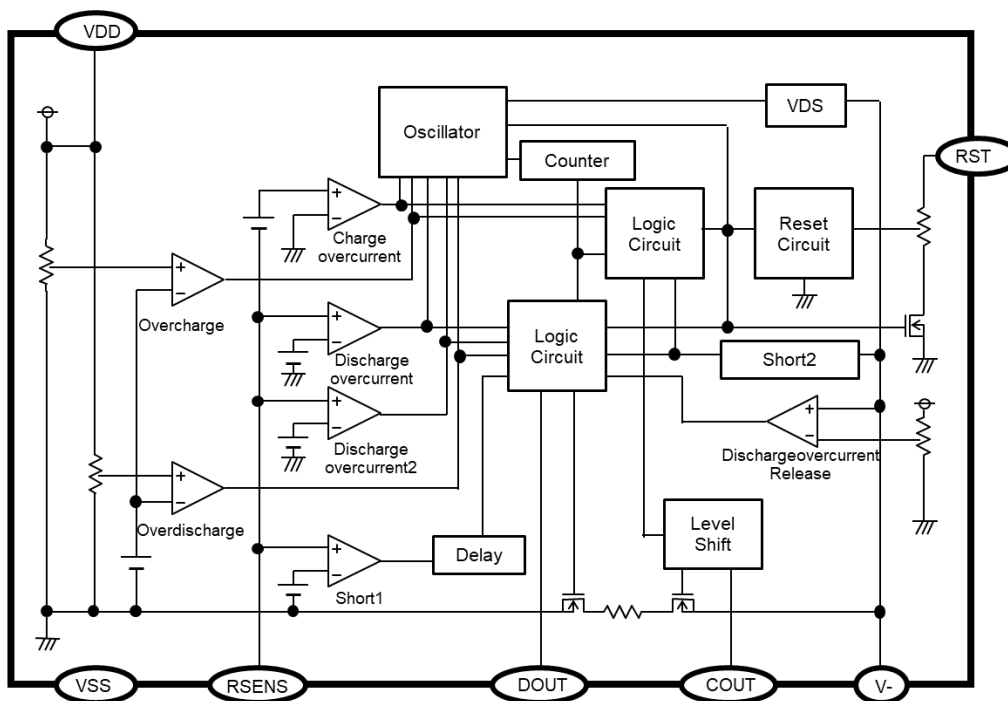 VDD
Oscillator
VDS
Counter
RST
+
−
Charge
overcurrent
Logic
Circuit
Reset
Circuit
+
−
Overcharge
+
−
Discharge
overcurrent
Logic
Circuit
Short2
+
−
Discharge
overcurrent2
+
−
Dischargeovercurrent
Release
+
−
Overdischarge
+
−
Short1
Delay
Level
Shift
VSS
RSENS
DOUT
COUT
V-